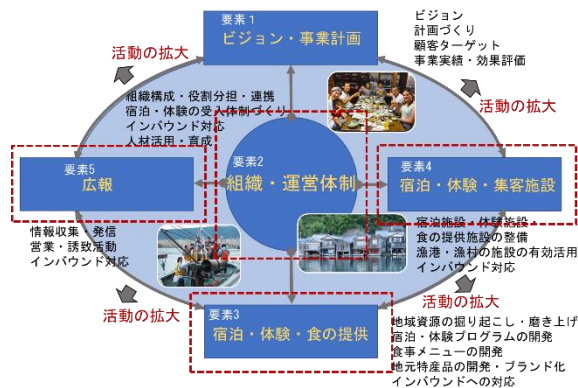 要素1
ビジョン・事業計画
ビジョン
計画づくり
顧客ターゲット
事業実績・効果評価
活動の拡大
活動の拡大
組織構成・役割分担・連携
宿泊・体験の受入体制づくり
インバウンド対応
人材活用・育成
要素2
組織・運営体制
要素5
広報
要素4
宿泊・体験・集客施設
情報収集・発信
営業・誘致活動
インバウンド対応
宿泊施設・体験施設・
食の提供施設の整備
漁港・漁村の施設の有効活用
インバウンド対応
活動の拡大
活動の拡大
要素3
宿泊・体験・食の提供
地域資源の掘り起こし・磨き上げ
宿泊・体験プログラムの開発
食事メニューの開発
地元特産品の開発・ブランド化
インバウンドへの対応